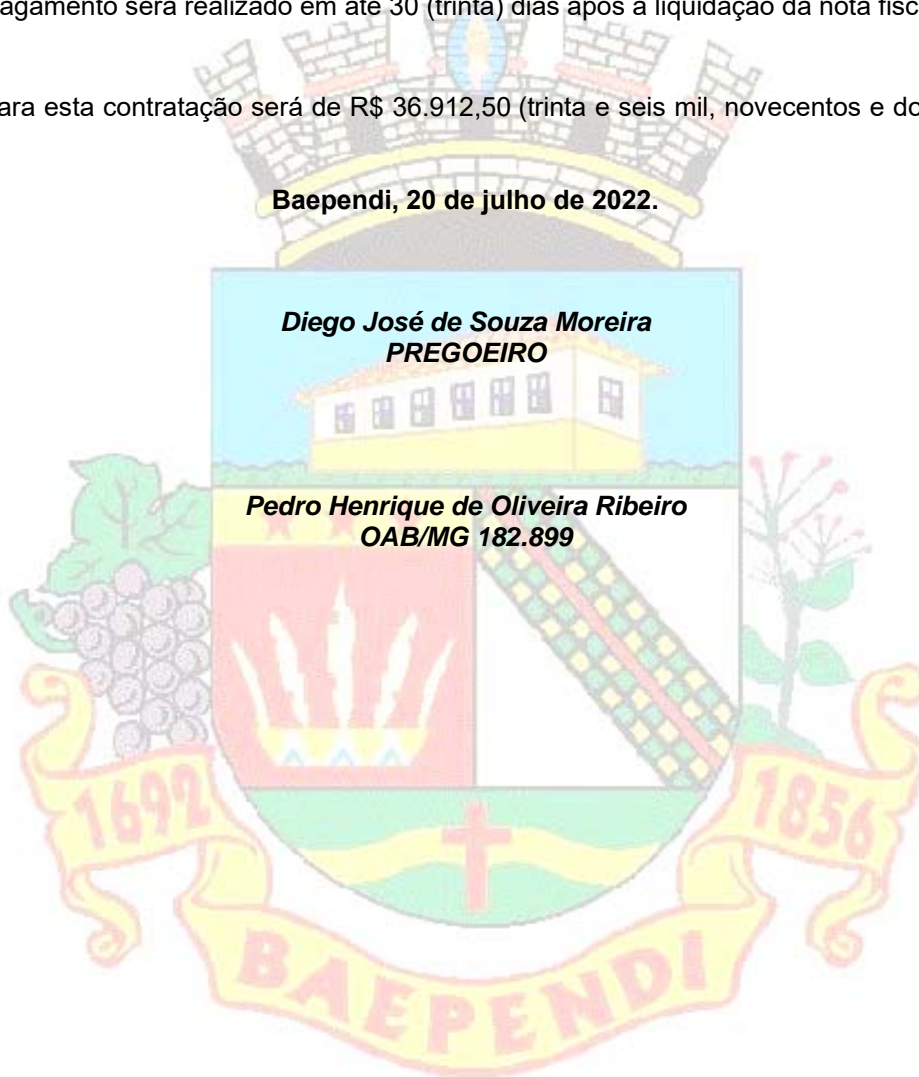 agamento será realizado em até 30 (trinta) dias após a liquidação da nota fisc
ara esta contratação será de R$ 36.912,50 (trinta e seis mil, novecentos e do
Baependi, 20 de julho de 2022.
Diego José de Souza Moreira
PREGOEIRO
Pedro Henrique de Oliveira Ribeiro
OAB/MG 182.899
1692
1856
BAEPENDI